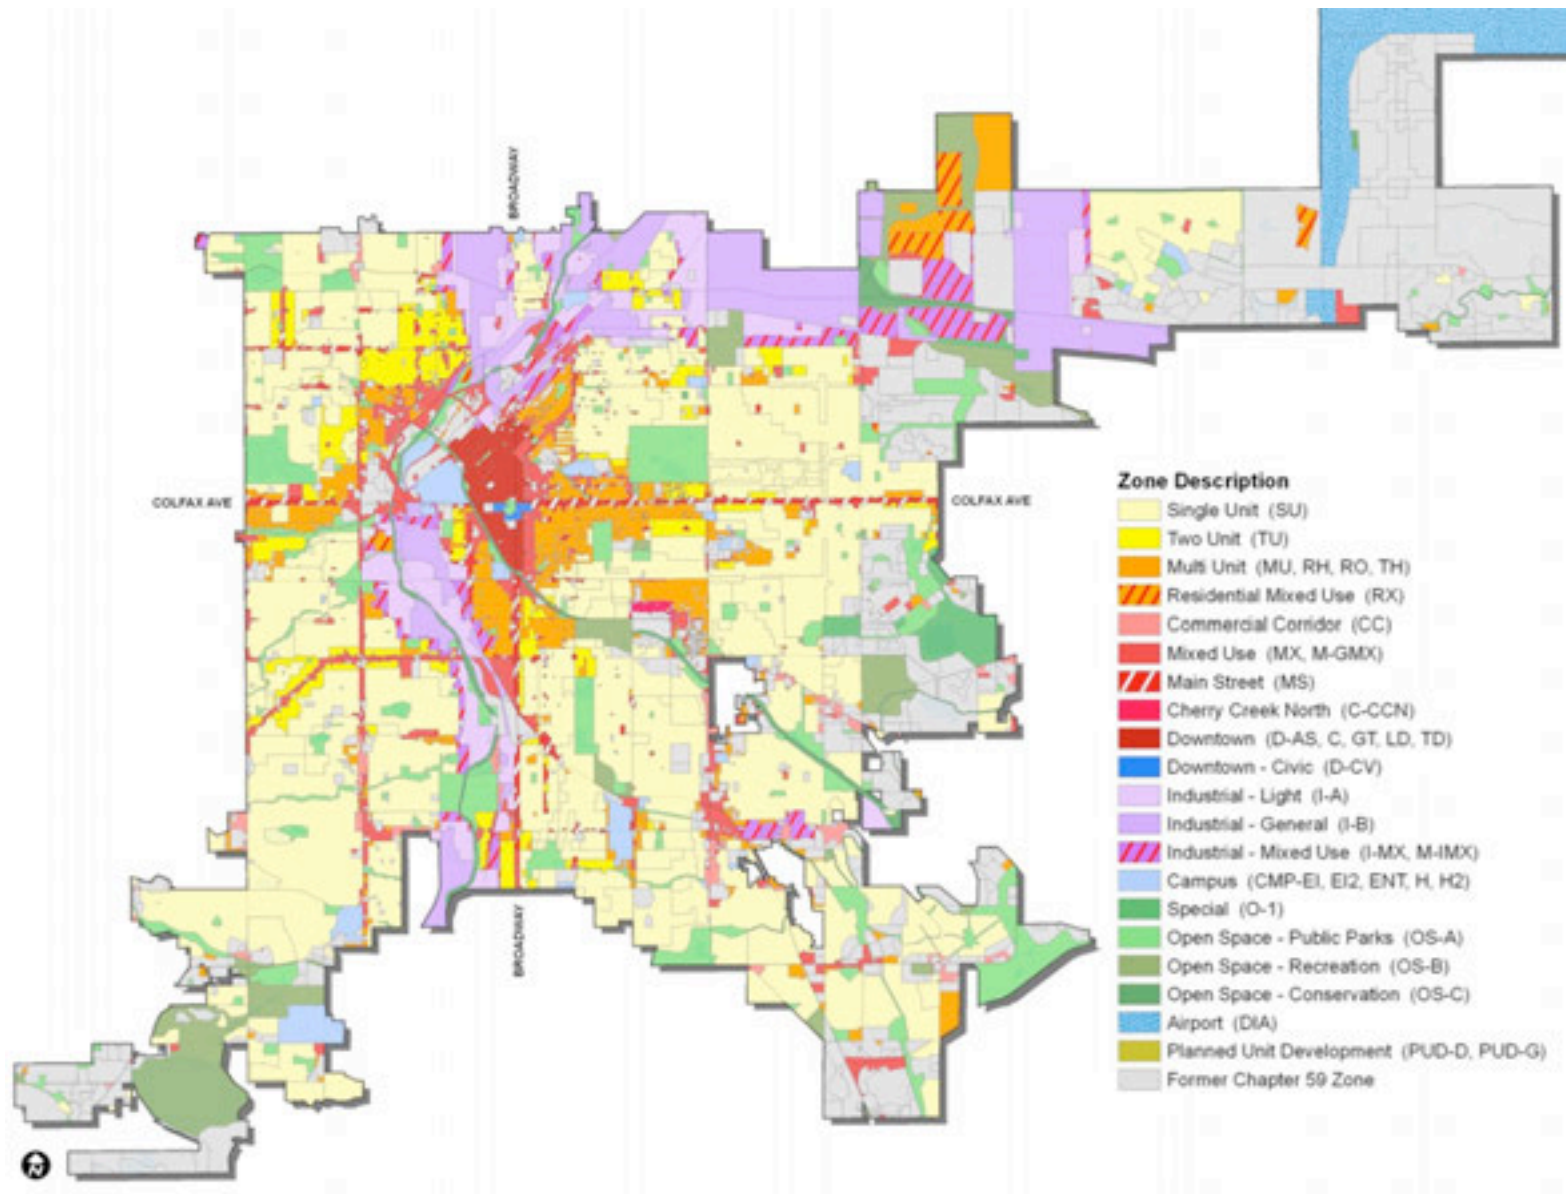 BROADWAY
COLFAX AVE
COLFAX AVE
BROADWAY
Zone Description
Single Unit (SU)
Two Unit (TU)
Multi Unit (MU, RH, RO, TH)
Residential Mixed Use (RX)
Commercial Corridor (CC)
Mixed Use (MX, M-GMX)
Main Street (MS)
Cherry Creek North (C-CCN)
Downtown (D-AS, C, GT, LD, TD)
Downtown - Civic (D-CV)
Industrial - Light (I-A)
Industrial - General (I-B)
Industrial - Mixed Use (I-MX, M-IMX)
Campus (CMP-EI, EI2, ENT, H, H2)
Special (O-1)
Open Space - Public Parks (OS-A)
Open Space - Recreation (OS-B)
Open Space - Conservation (OS-C)
Airport (DIA)
Planned Unit Development (PUD-D, PUD-G)
Former Chapter 59 Zone